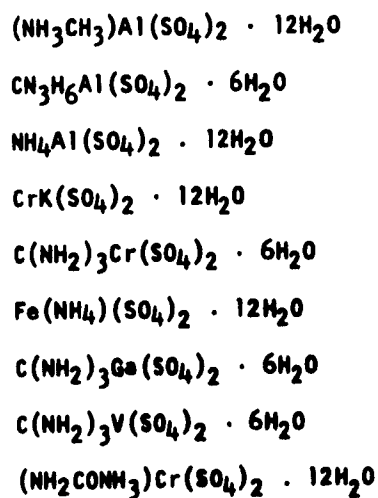 (NH₃CH₃)Al(SO₄)₂ · 12H₂O
CN₃H₆Al(SO₄)₂ · 6H₂O
NH₄Al(SO₄)₂ · 12H₂O
CrK(SO₄)₂ · 12H₂O
C(NH₂)₃Cr(SO₄)₂ · 6H₂O
Fe(NH₄)(SO₄)₂ · 12H₂O
C(NH₂)₃Ga(SO₄)₂ · 6H₂O
C(NH₂)₃V(SO₄)₂ · 6H₂O
(NH₂CONH₃)Cr(SO₄)₂ . 12H₂O